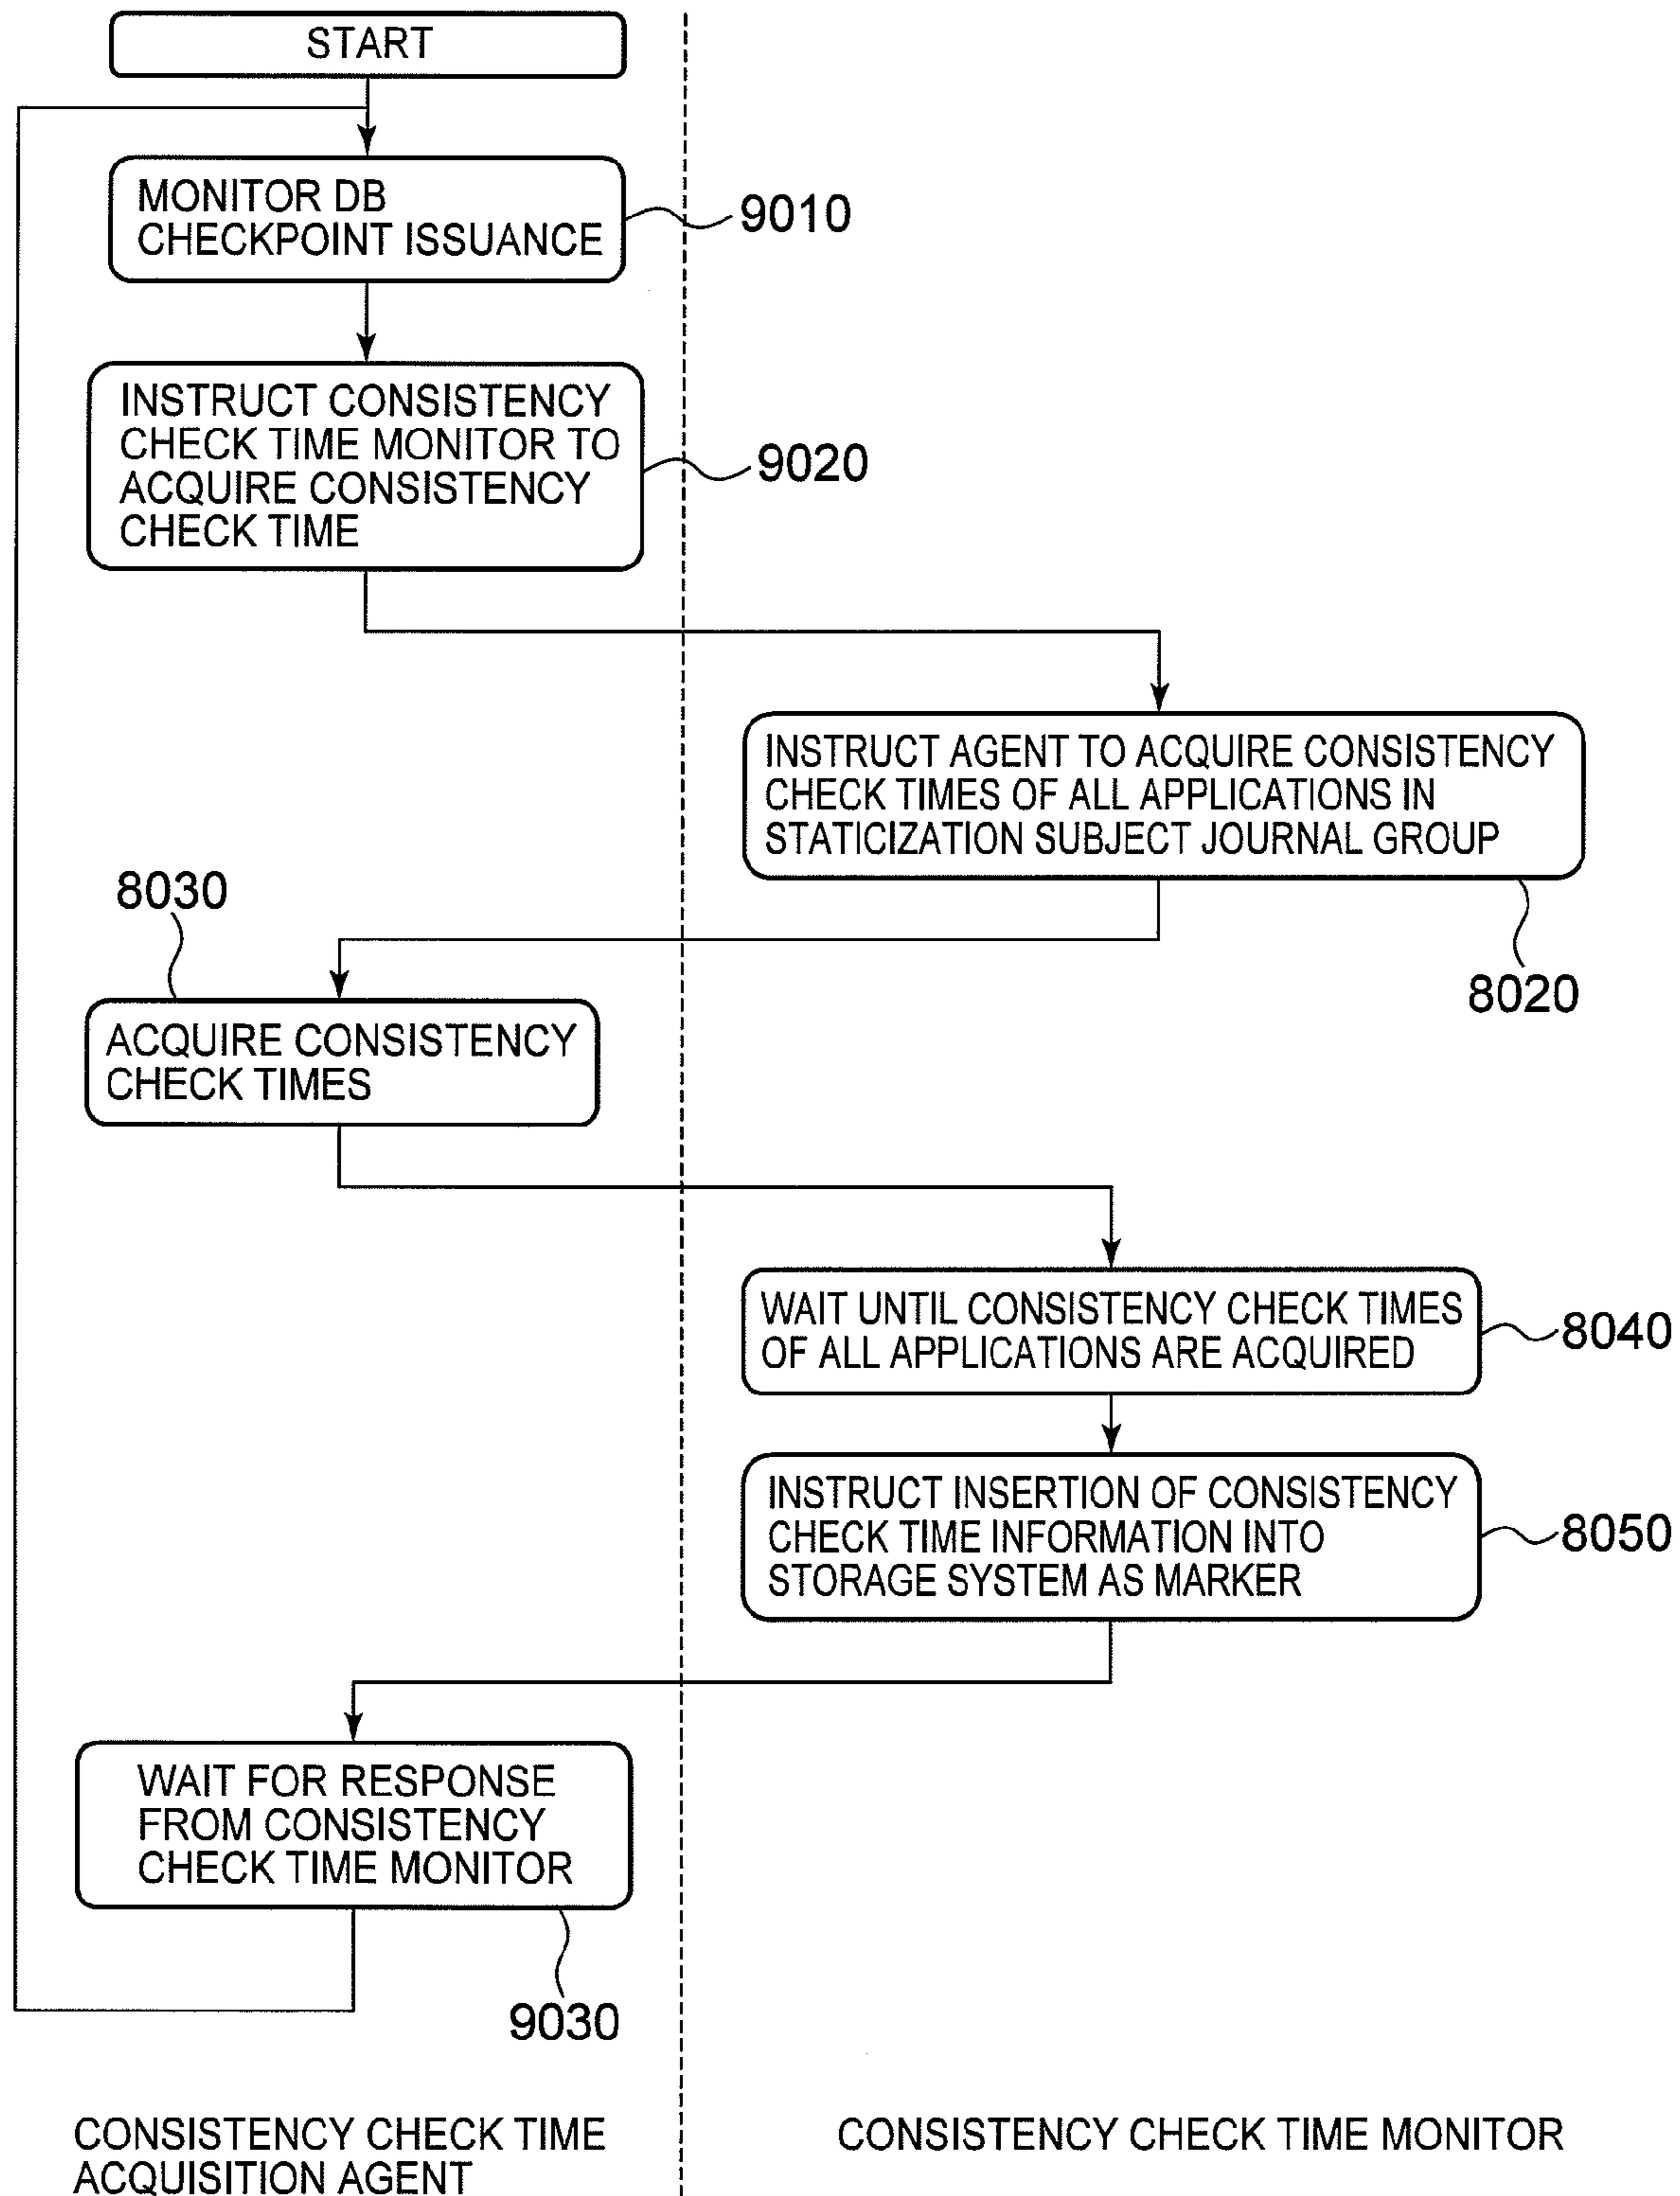 START
MONITOR DB
CHECKPOINT ISSUANCE
9010
INSTRUCT CONSISTENCY
CHECK TIME MONITOR TO
ACQUIRE CONSISTENCY
CHECK TIME
9020
INSTRUCT AGENT TO ACQUIRE CONSISTENCY
CHECK TIMES OF ALL APPLICATIONS IN
STATICIZATION SUBJECT JOURNAL GROUP
8020
8030
ACQUIRE CONSISTENCY
CHECK TIMES
WAIT UNTIL CONSISTENCY CHECK TIMES
OF ALL APPLICATIONS ARE ACQUIRED
8040
INSTRUCT INSERTION OF CONSISTENCY
CHECK TIME INFORMATION INTO
STORAGE SYSTEM AS MARKER
8050
WAIT FOR RESPONSE
FROM CONSISTENCY
CHECK TIME MONITOR
9030
CONSISTENCY CHECK TIME
ACQUISITION AGENT
CONSISTENCY CHECK TIME MONITOR